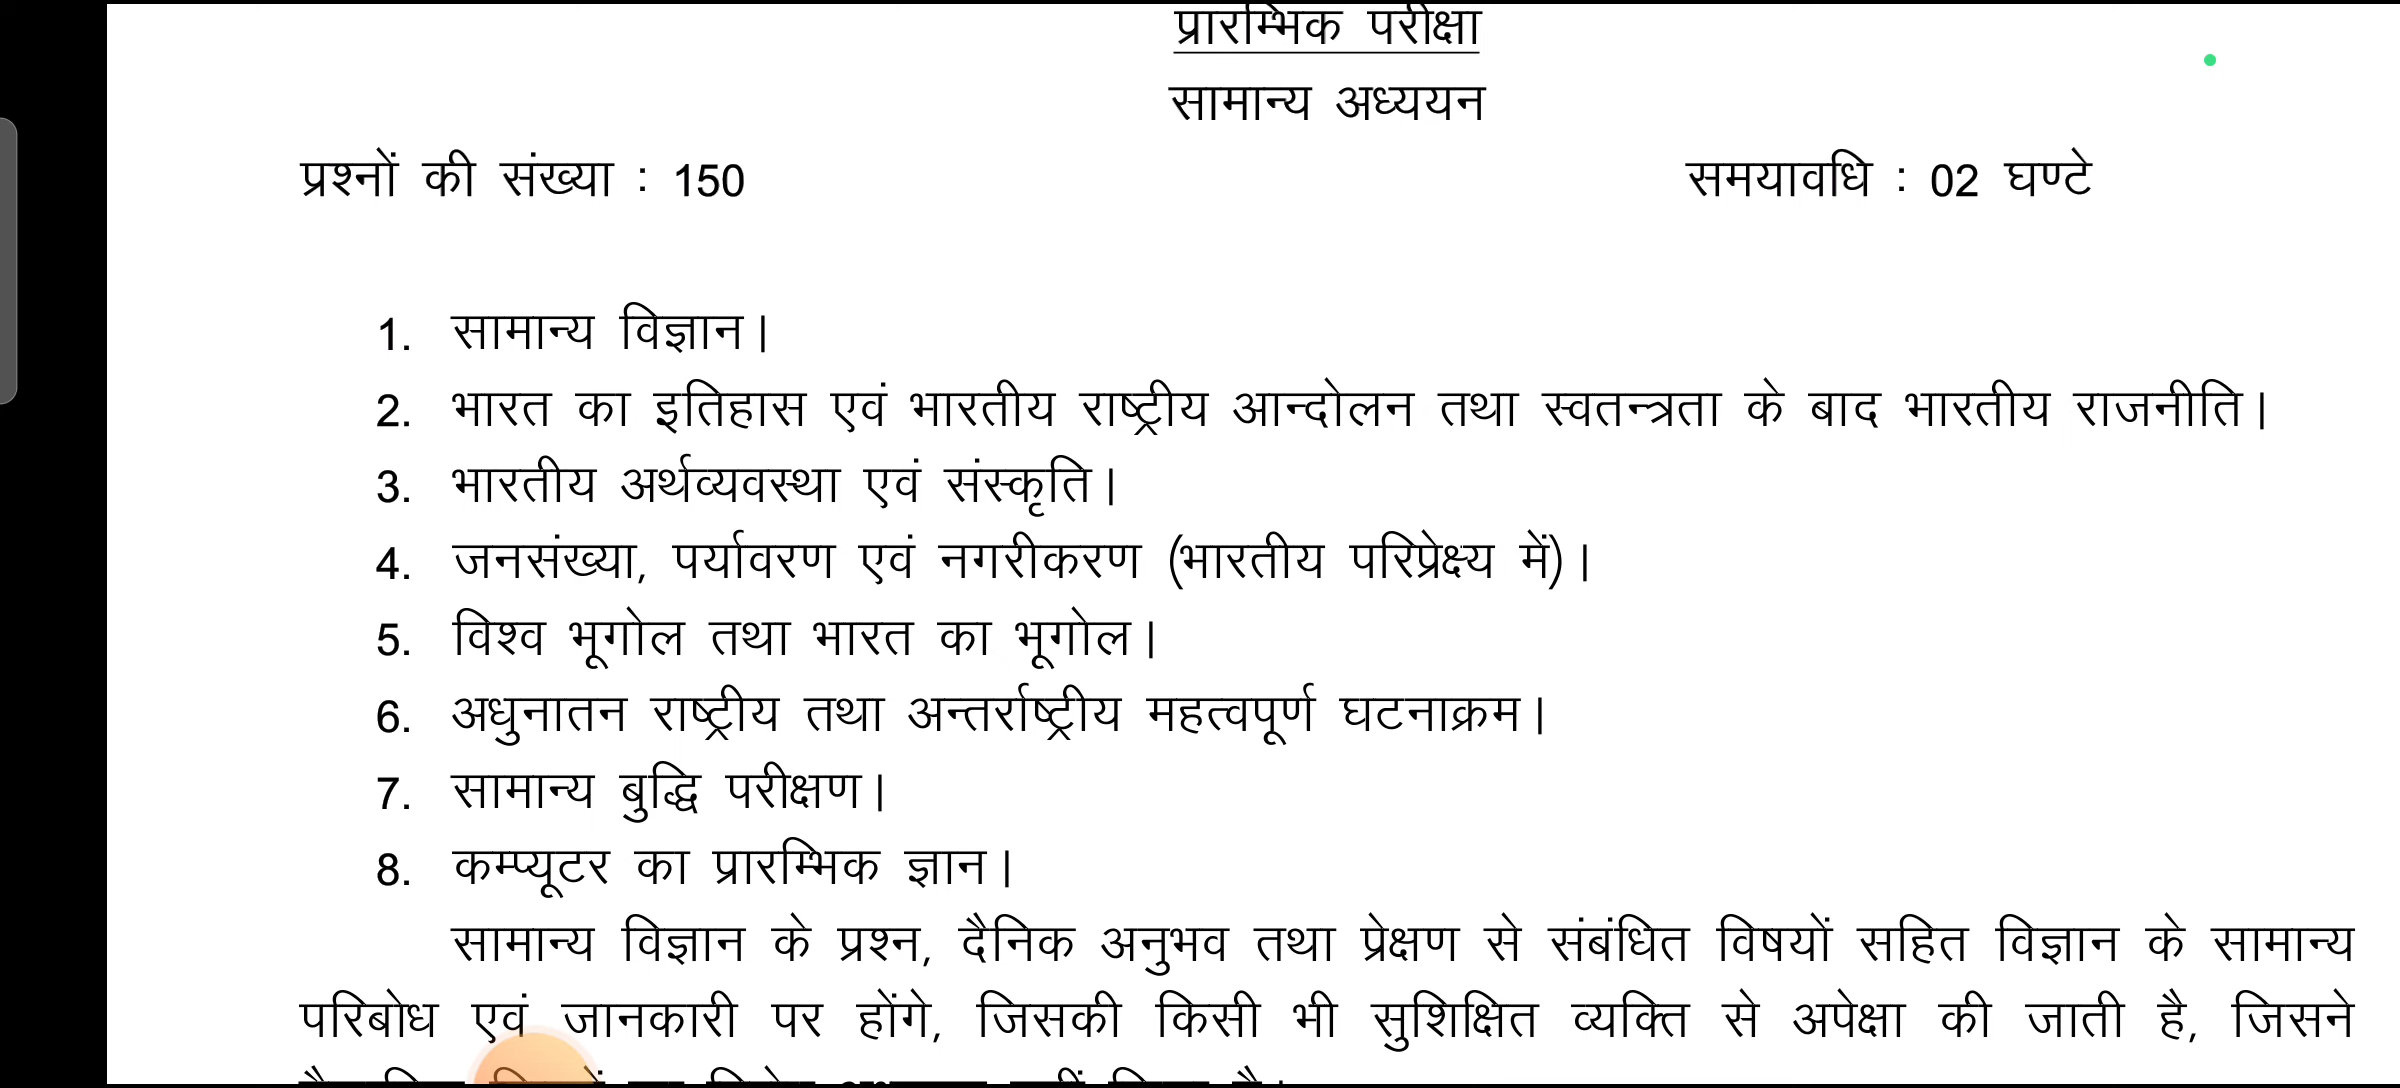 प्रारम्भिक परीक्षा
सामान्य अध्ययन
प्रश्नों की संख्या : 150 समयावधि : 02 घण्टे
1. सामान्य विज्ञान।
2. भारत का इतिहास एवं भारतीय राष्ट्रीय आन्दोलन तथा स्वतन्त्रता के बाद भारतीय राजनीति।
3. भारतीय अर्थव्यवस्था एवं संस्कृति।
4. जनसंख्या, पर्यावरण एवं नगरीकरण (भारतीय परिप्रेक्ष्य में)।
5. विश्व भूगोल तथा भारत का भूगोल।
6. अधुनातन राष्ट्रीय तथा अन्तर्राष्ट्रीय महत्वपूर्ण घटनाक्रम।
7. सामान्य बुद्धि परीक्षण।
8. कम्प्यूटर का प्रारम्भिक ज्ञान।
सामान्य विज्ञान के प्रश्न, दैनिक अनुभव तथा प्रेक्षण से संबंधित विषयों सहित विज्ञान के सामान्य
परिबोध एवं जानकारी पर होंगे, जिसकी किसी भी सुशिक्षित व्यक्ति से अपेक्षा की जाती है, जिसने